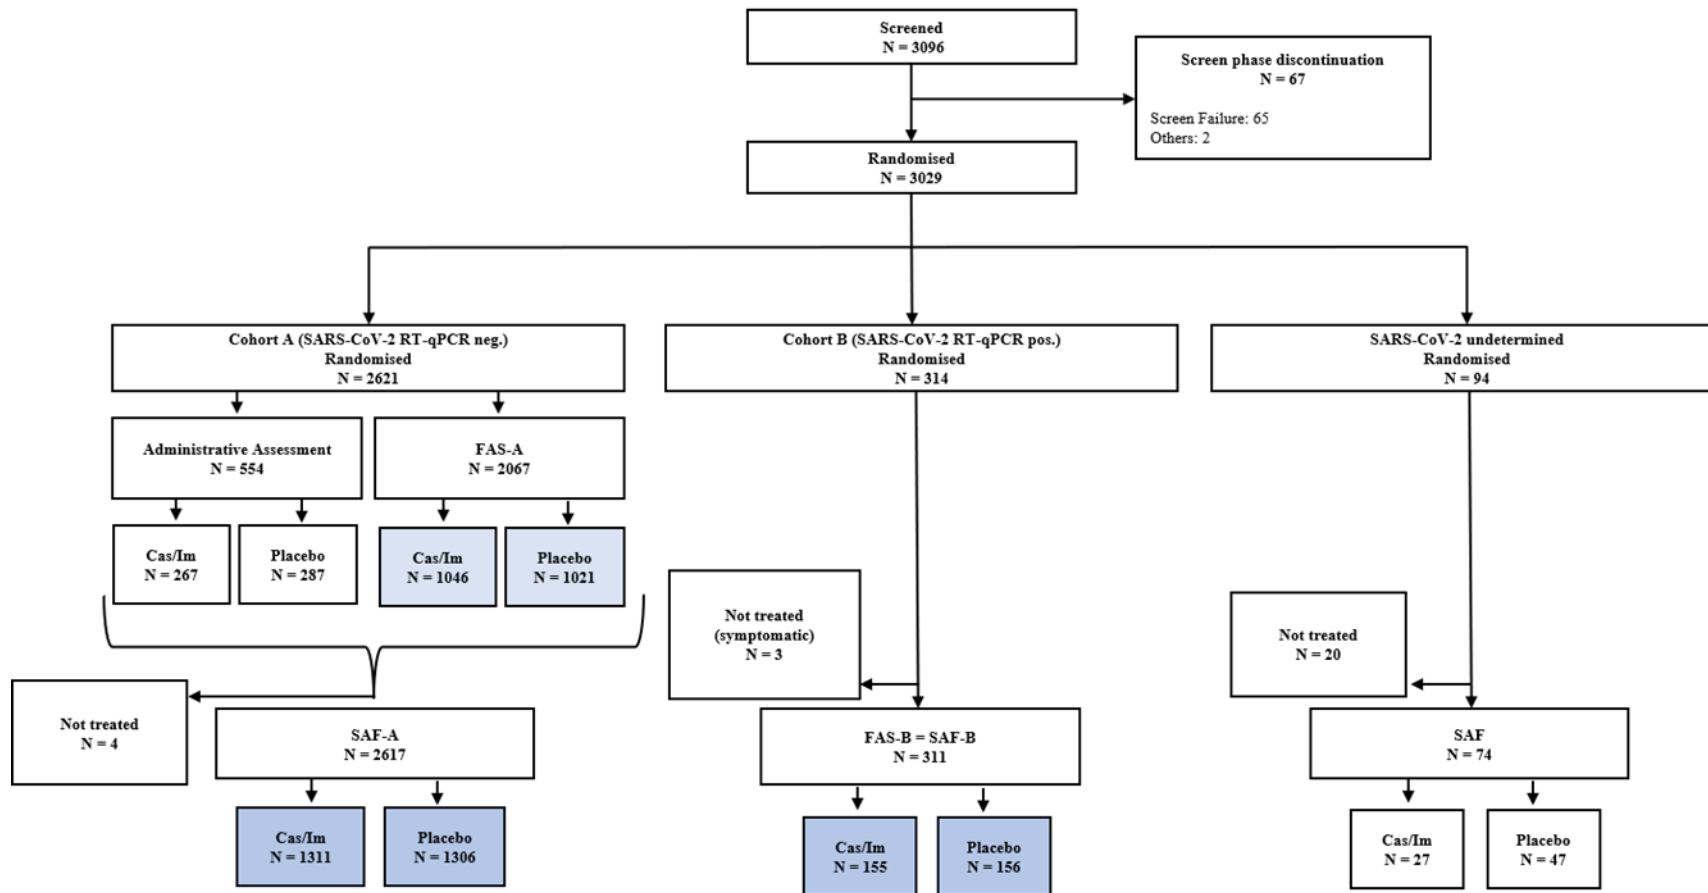 Screened
N = 3096
Screen phase discontinuation
N = 67
Screen Failure: 65
Others: 2
Randomised
N = 3029
Cohort A (SARS-CoV-2 RT-qPCR neg.)
Randomised
N = 2621
Cohort B (SARS-CoV-2 RT-qPCR pos.)
Randomised
N = 314
SARS-CoV-2 undetermined
Randomised
N = 94
Administrative Assessment
N = 554
FAS-A
N = 2067
Cas/Im
N = 267
Placebo
N = 287
Cas/Im
N = 1046
Placebo
N = 1021
Not treated
(symptomatic)
N = 3
Not treated
N = 20
Not treated
N = 4
SAF-A
N = 2617
FAS-B = SAF-B
N = 311
SAF
N = 74
Cas/Im
N = 1311
Placebo
N = 1306
Cas/Im
N = 155
Placebo
N = 156
Cas/Im
N = 27
Placebo
N = 47